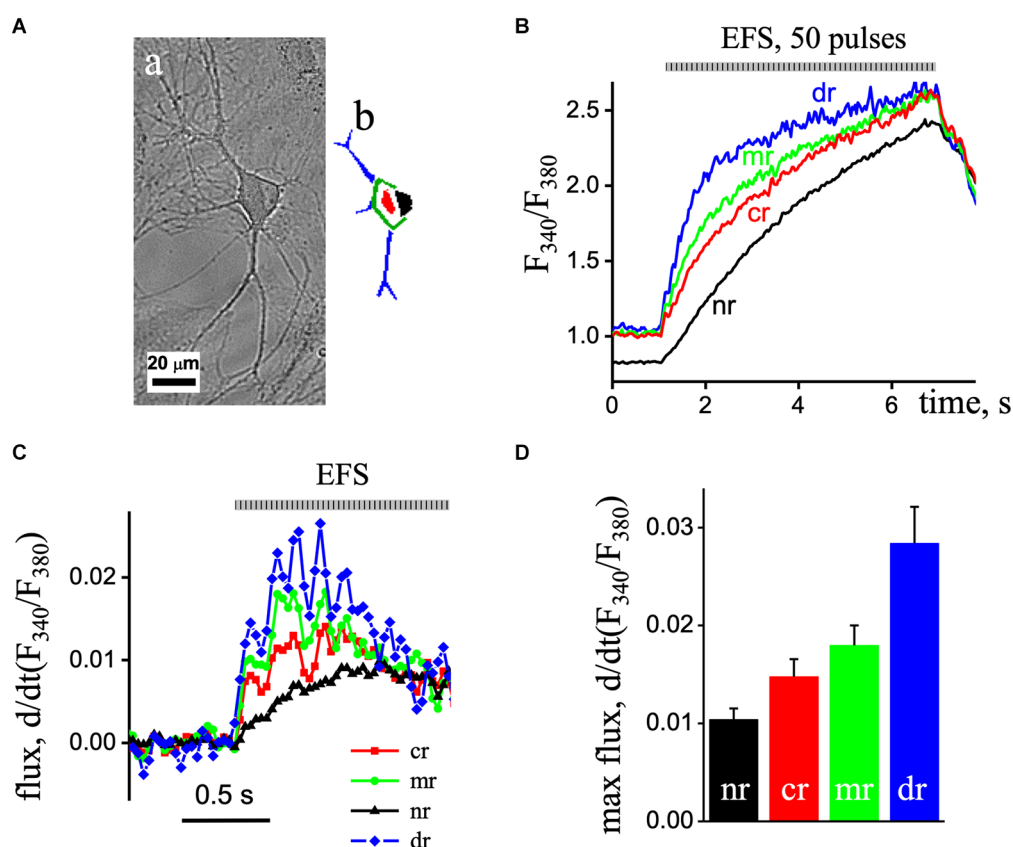 A
a
b
20 µm
B
EFS, 50 pulses
F340/F380
2.5
2.0
1.5
1.0
dr
mr
cr
nr
0 2 4 6 time, s
C
EFS
flux, d/dt(F340/F380)
0.02
0.01
0.00
0.5 s
cr
mr
nr
dr
D
max flux, d/dt(F340/F380)
0.03
0.02
0.01
0.00
nr cr mr dr